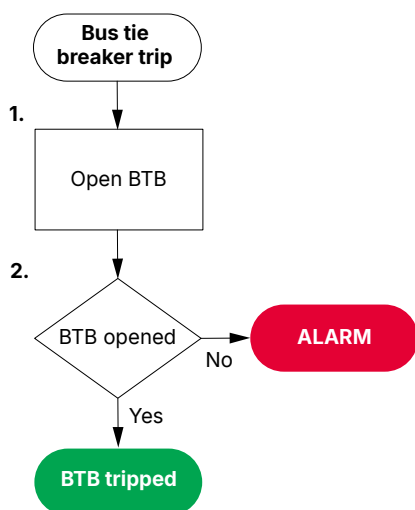 Bus tie
breaker trip
1.
Open BTB
2.
BTB opened
No
ALARM
Yes
BTB tripped